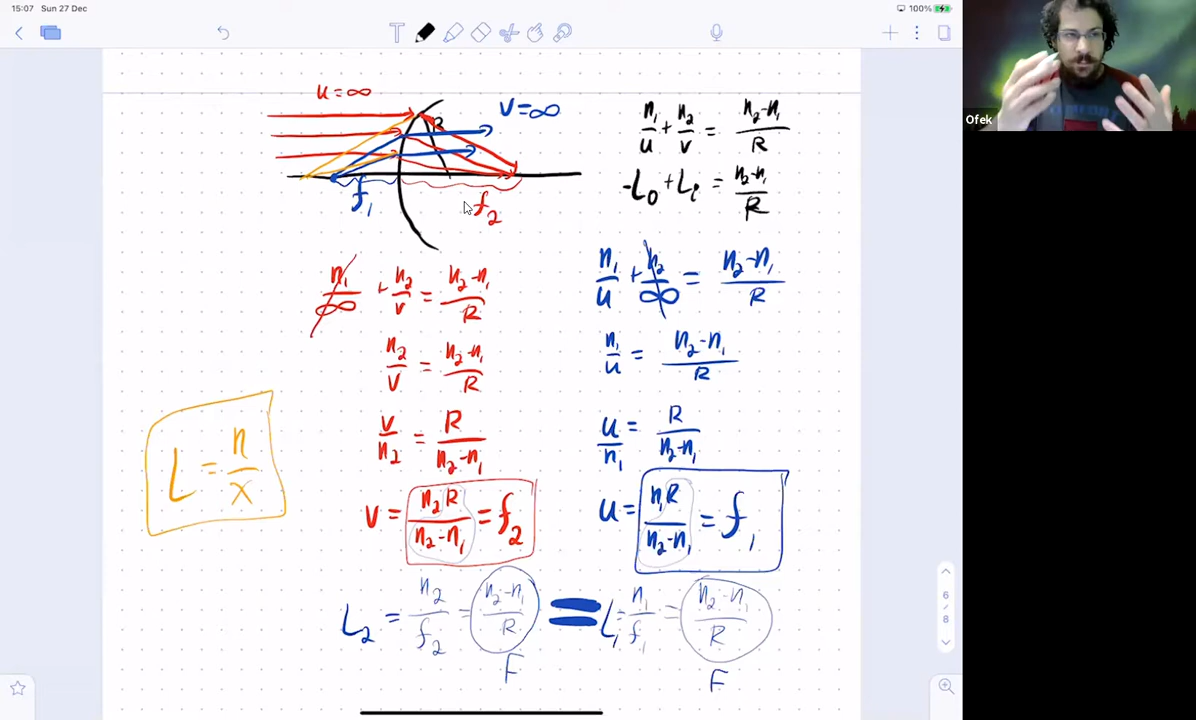 15:07 Sun 27 Dec
100%
T
Ofek
u = ∞
v = ∞
R
f₁
f₂
n₁/u + n₂/v = (n₂-n₁)/R
-L₀ + Lᵢ = (n₂-n₁)/R
n₁/∞ + n₂/v = (n₂-n₁)/R
n₂/v = (n₂-n₁)/R
v/n₂ = R/(n₂-n₁)
v = n₂R/(n₂-n₁) = f₂
L₂ = n₂/f₂ = (n₂-n₁)/R
F
=
n₁/u + n₂/∞ = (n₂-n₁)/R
n₁/u = (n₂-n₁)/R
u/n₁ = R/(n₂-n₁)
u = n₁R/(n₂-n₁) = f₁
L₁ = n₁/f₁ = (n₂-n₁)/R
F
L = n/x
6
/
8